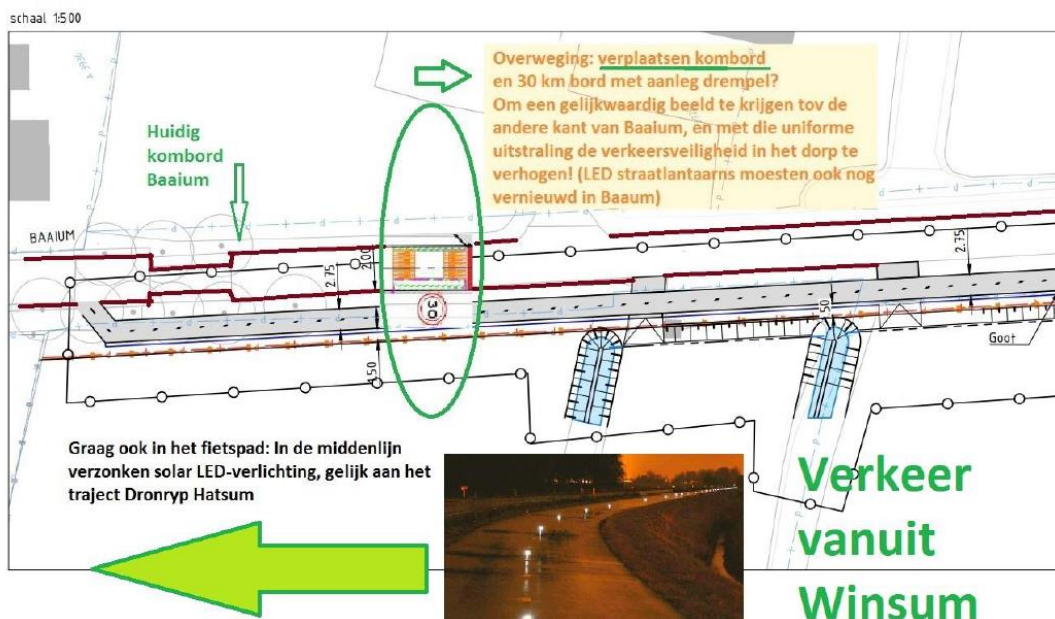 schaal 1:500
Overweging: verplaatsen kombord
en 30 km bord met aanleg drempel?
Om een gelijkwaardig beeld te krijgen tov de
andere kant van Baaium, en met die uniforme
uitstraling de verkeersveiligheid in het dorp te
verhogen! (LED straatlantaarns moesten ook nog
vernieuwd in Baaum)
Huidig
kombord
Baaium
BAAIUM
2.75
2.00
2.75
30
Goot
Graag ook in het fietspad: In de middenlijn
verzonken solar LED-verlichting, gelijk aan het
traject Dronryp Hatsum
Verkeer
vanuit
Winsum